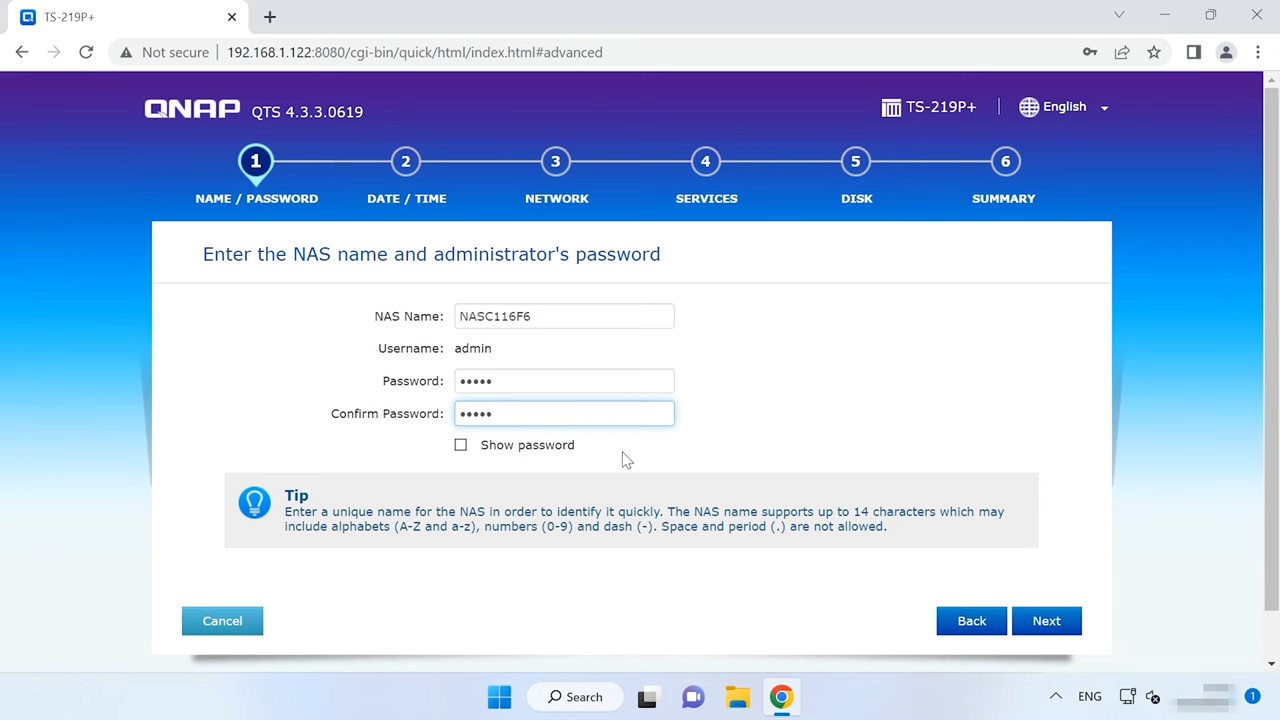 TS-219P+
Not secure 192.168.1.122:8080/cgi-bin/quick/html/index.html#advanced
QNAP QTS 4.3.3.0619 TS-219P+ English
1 2 3 4 5 6
NAME / PASSWORD DATE / TIME NETWORK SERVICES DISK SUMMARY
Enter the NAS name and administrator's password
NAS Name: NASC116F6
Username: admin
Password: •••••
Confirm Password: •••••
Show password
Tip
Enter a unique name for the NAS in order to identify it quickly. The NAS name supports up to 14 characters which may
include alphabets (A-Z and a-z), numbers (0-9) and dash (-). Space and period (.) are not allowed.
Cancel Back Next
Search ENG 1